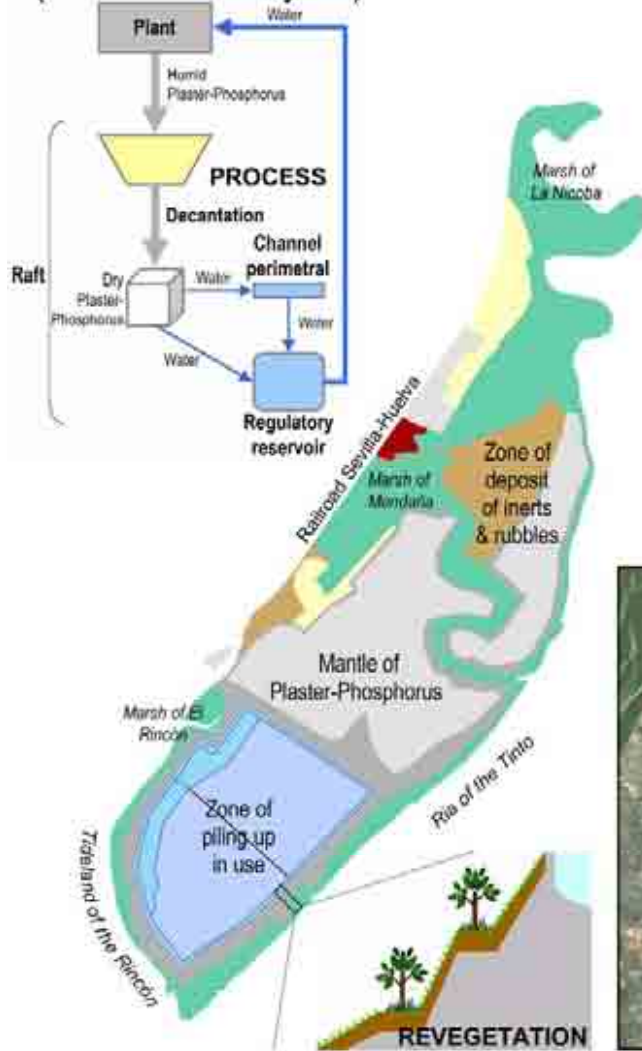 Water
Plant
Humid
Plaster-Phosphorus
PROCESS
Decantation
Raft
Dry
Plaster-
Phosphorus
Water
Channel
perimetral
Water
Water
Regulatory
reservoir
Marsh of
La Nicoba
Railroad Sevilla-Huelva
Marsh of
Mendaña
Zone of
deposit
of inerts
& rubbles
Mantle of
Plaster-Phosphorus
Marsh of El
Rincón
Ria of the Tinto
Zone of
piling up
in use
Tideland of the Rincón
REVEGETATION